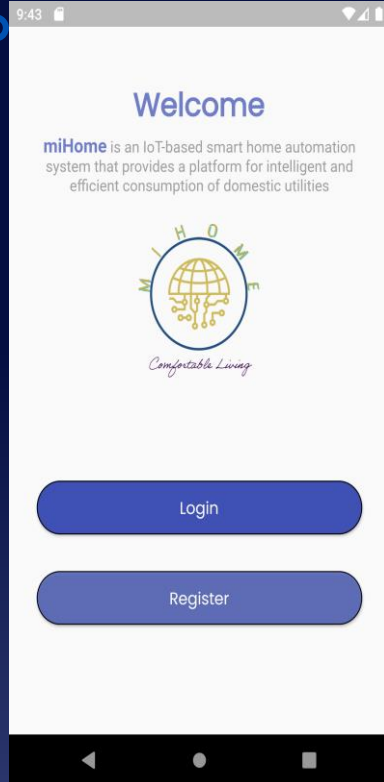 9:43
Welcome
miHome is an IoT-based smart home automation
system that provides a platform for intelligent and
efficient consumption of domestic utilities
MIHOME
Comfortable Living
Login
Register